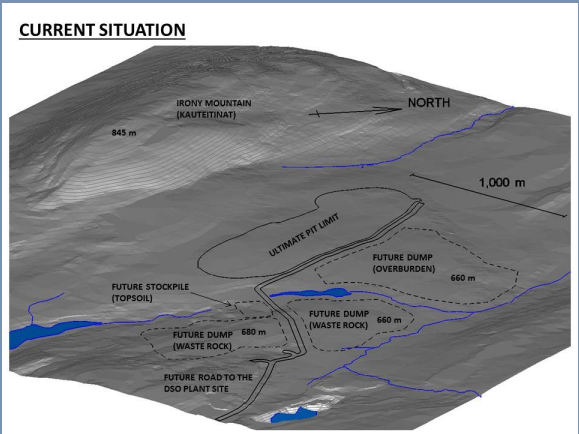 CURRENT SITUATION
IRONY MOUNTAIN
(KAUTEITINAT)
NORTH
845 m
1,000 m
ULTIMATE PIT LIMIT
FUTURE DUMP
(OVERBURDEN)
660 m
FUTURE STOCKPILE
(TOPSOIL)
FUTURE DUMP
(WASTE ROCK)
660 m
FUTURE DUMP
(WASTE ROCK)
680 m
FUTURE ROAD TO THE
DSO PLANT SITE